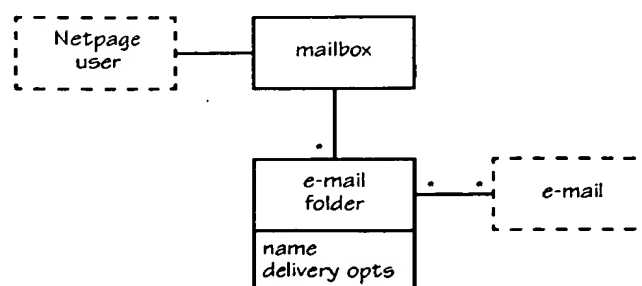 Netpage
user
mailbox
*
e-mail
folder
* *
e-mail
name
delivery opts